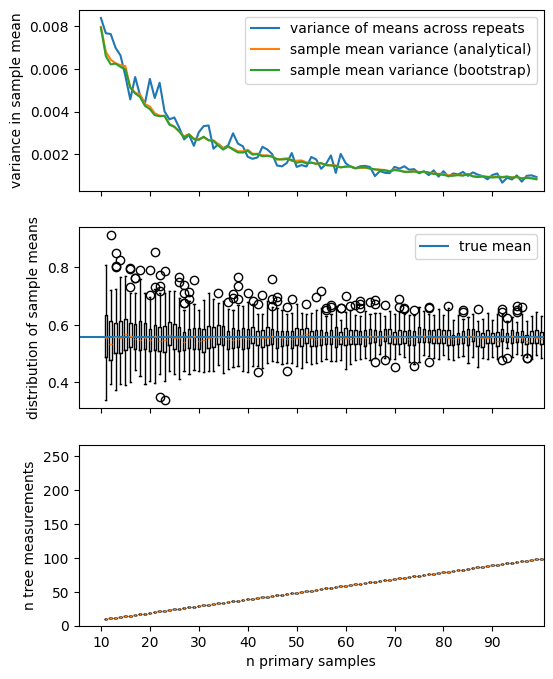 variance in sample mean
0.008
0.006
0.004
0.002
variance of means across repeats
sample mean variance (analytical)
sample mean variance (bootstrap)
distribution of sample means
0.8
0.6
0.4
true mean
n tree measurements
250
200
150
100
50
0
10 20 30 40 50 60 70 80 90
n primary samples